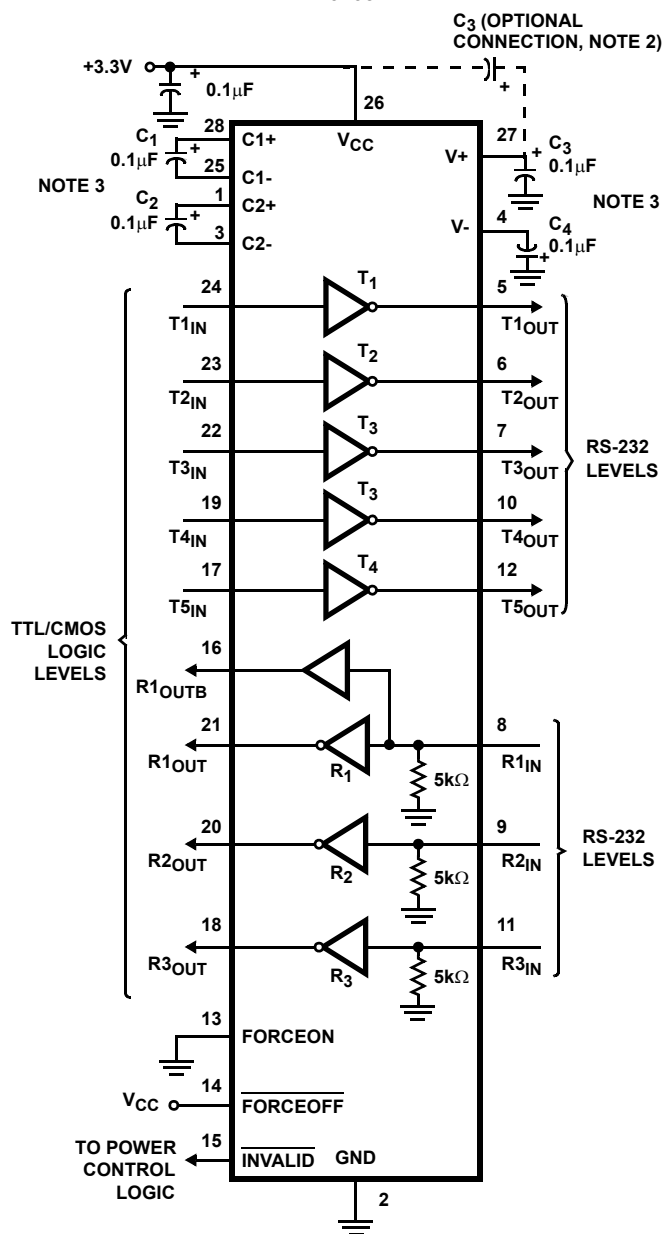 C3 (OPTIONAL
CONNECTION, NOTE 2)
+3.3V
+
0.1μF
+
26
28
C1
0.1μF
+
C1+
VCC
27
V+
+
C3
0.1μF
25
C1-
NOTE 3
1
C2
0.1μF
+
C2+
NOTE 3
4
V-
C4
0.1μF
+
3
C2-
24
T1
5
T1IN
T1OUT
23
T2
6
T2IN
T2OUT
22
T3
7
T3IN
T3OUT
RS-232
LEVELS
19
T3
10
T4IN
T4OUT
17
T4
12
T5IN
T5OUT
TTL/CMOS
LOGIC
LEVELS
16
R1OUTB
21
8
R1OUT
R1
5kΩ
R1IN
20
9
R2OUT
R2
5kΩ
R2IN
RS-232
LEVELS
18
11
R3OUT
R3
5kΩ
R3IN
13
FORCEON
14
VCC
FORCEOFF
15
TO POWER
CONTROL
LOGIC
INVALID
GND
2